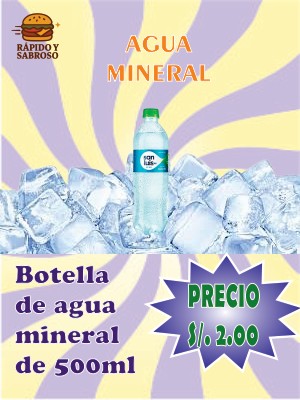 RÁPIDO Y
SABROSO
AGUA
MINERAL
san
luis
Botella
de agua
mineral
de 500ml
PRECIO
S/. 2.00